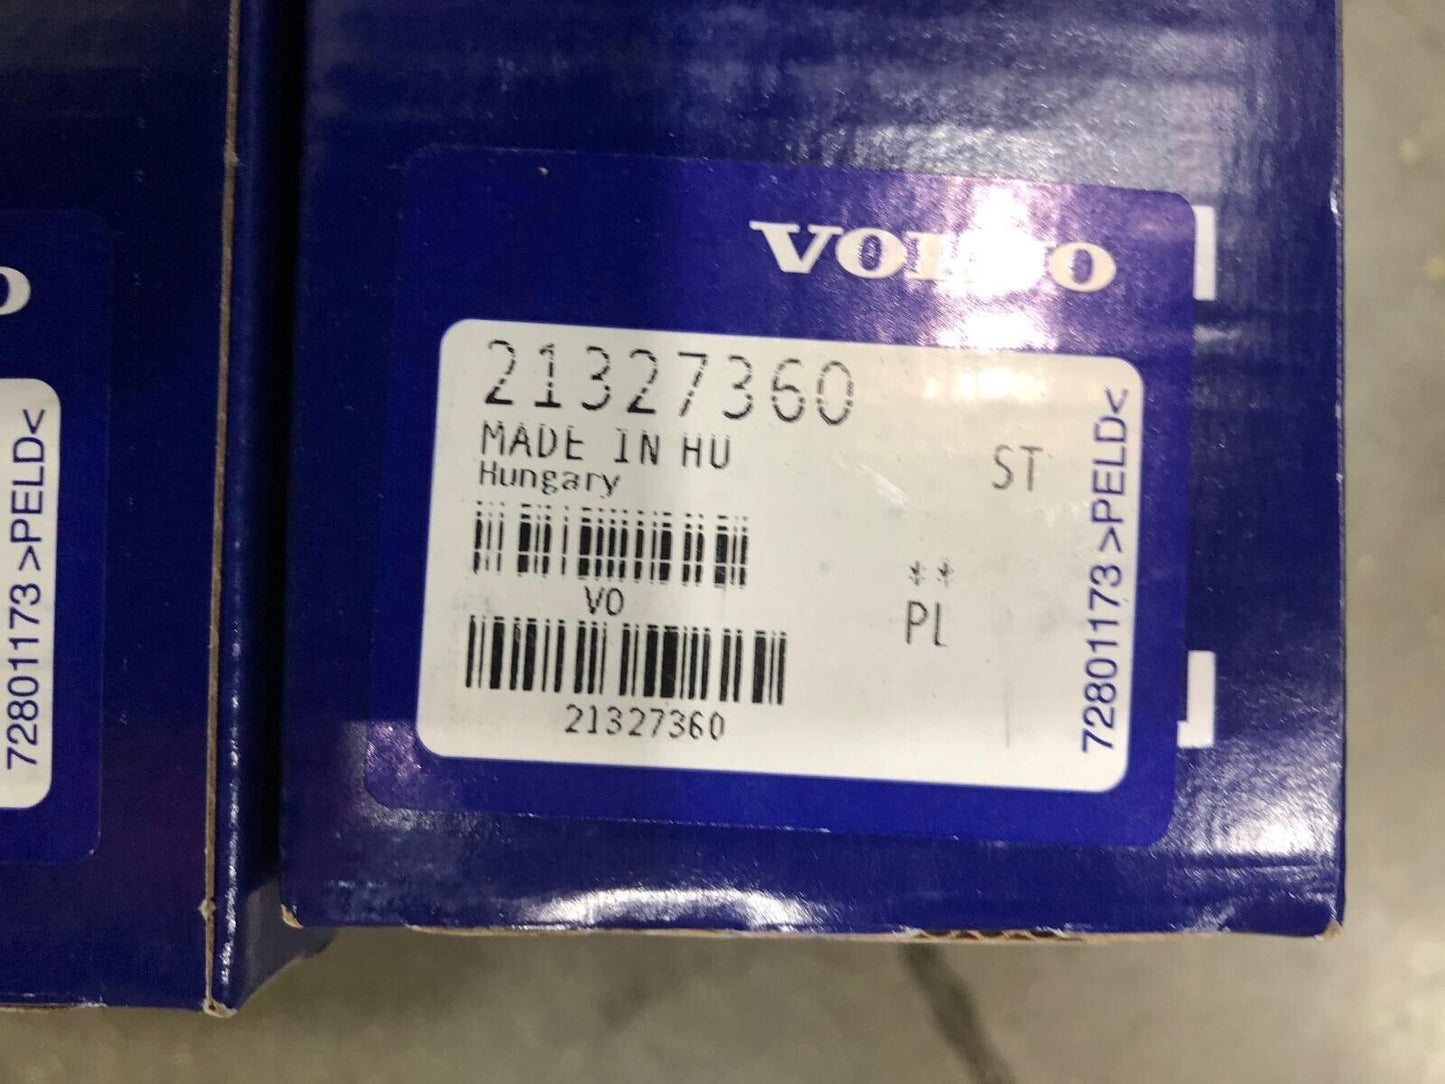 O
72801173 >PELD<
VOLVO
21327360
MADE IN HU
Hungary
ST
VO
**
PL
21327360
72801173 >PELD<